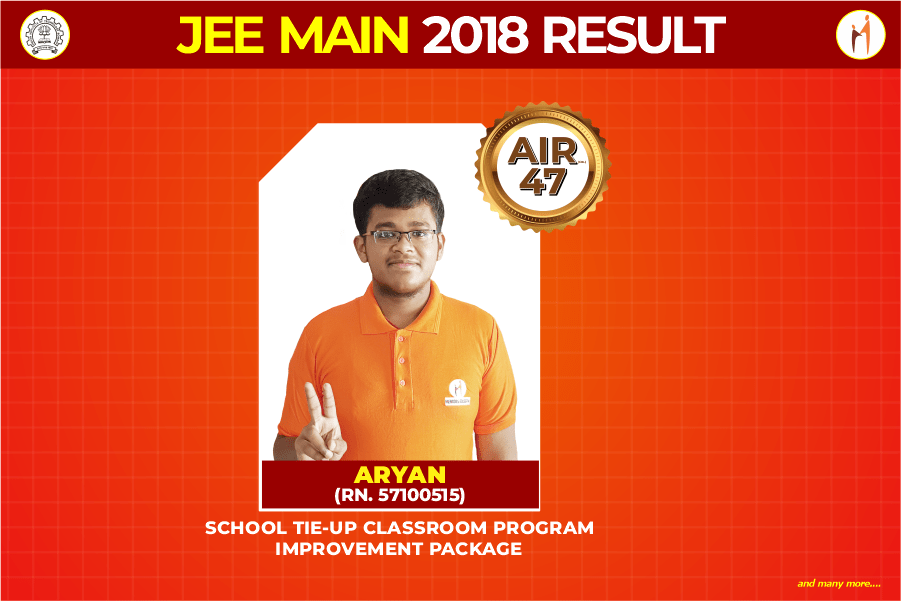 JEE MAIN 2018 RESULT
AIR
47
ARYAN
(RN. 57100515)
SCHOOL TIE-UP CLASSROOM PROGRAM
IMPROVEMENT PACKAGE
and many more....